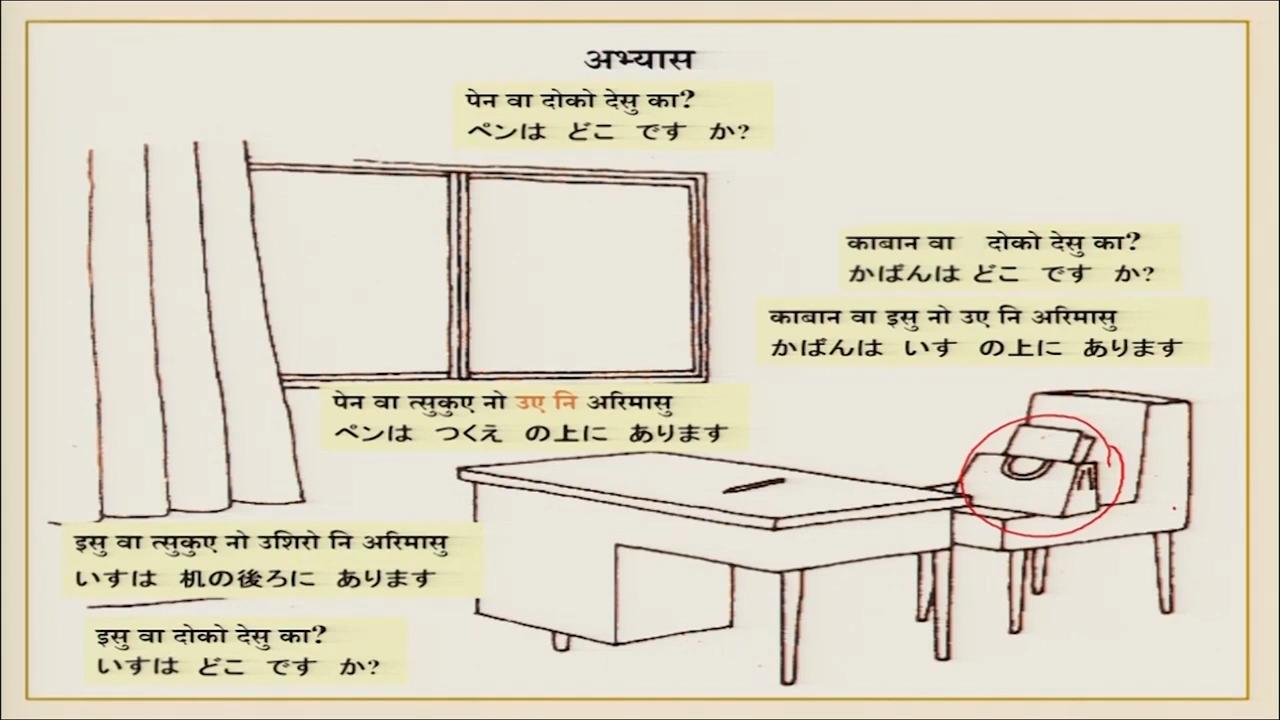 अभ्यास
पेन वा दोको देसु का?
ペンは どこ です か?
काबान वा दोको देसु का?
かばんは どこ です か?
काबान वा इसु नो उए नि अरिमासु
かばんは いす の上に あります
पेन वा त्सुकुए नो उए नि अरिमासु
ペンは つくえ の上に あります
इसु वा त्सुकुए नो उशिरो नि अरिमासु
いすは 机の後ろに あります
इसु वा दोको देसु का?
いすは どこ です か?